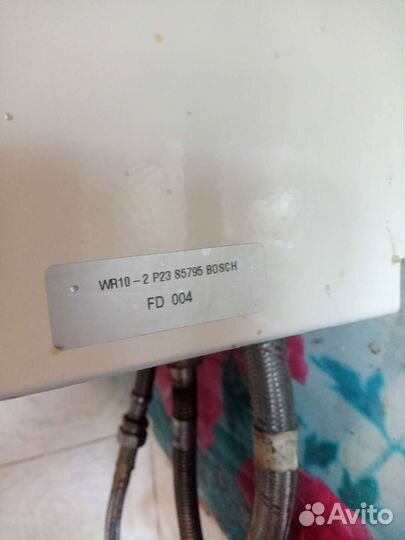 WR10-2 P23 S5795 BOSCH
FD 004
Avito